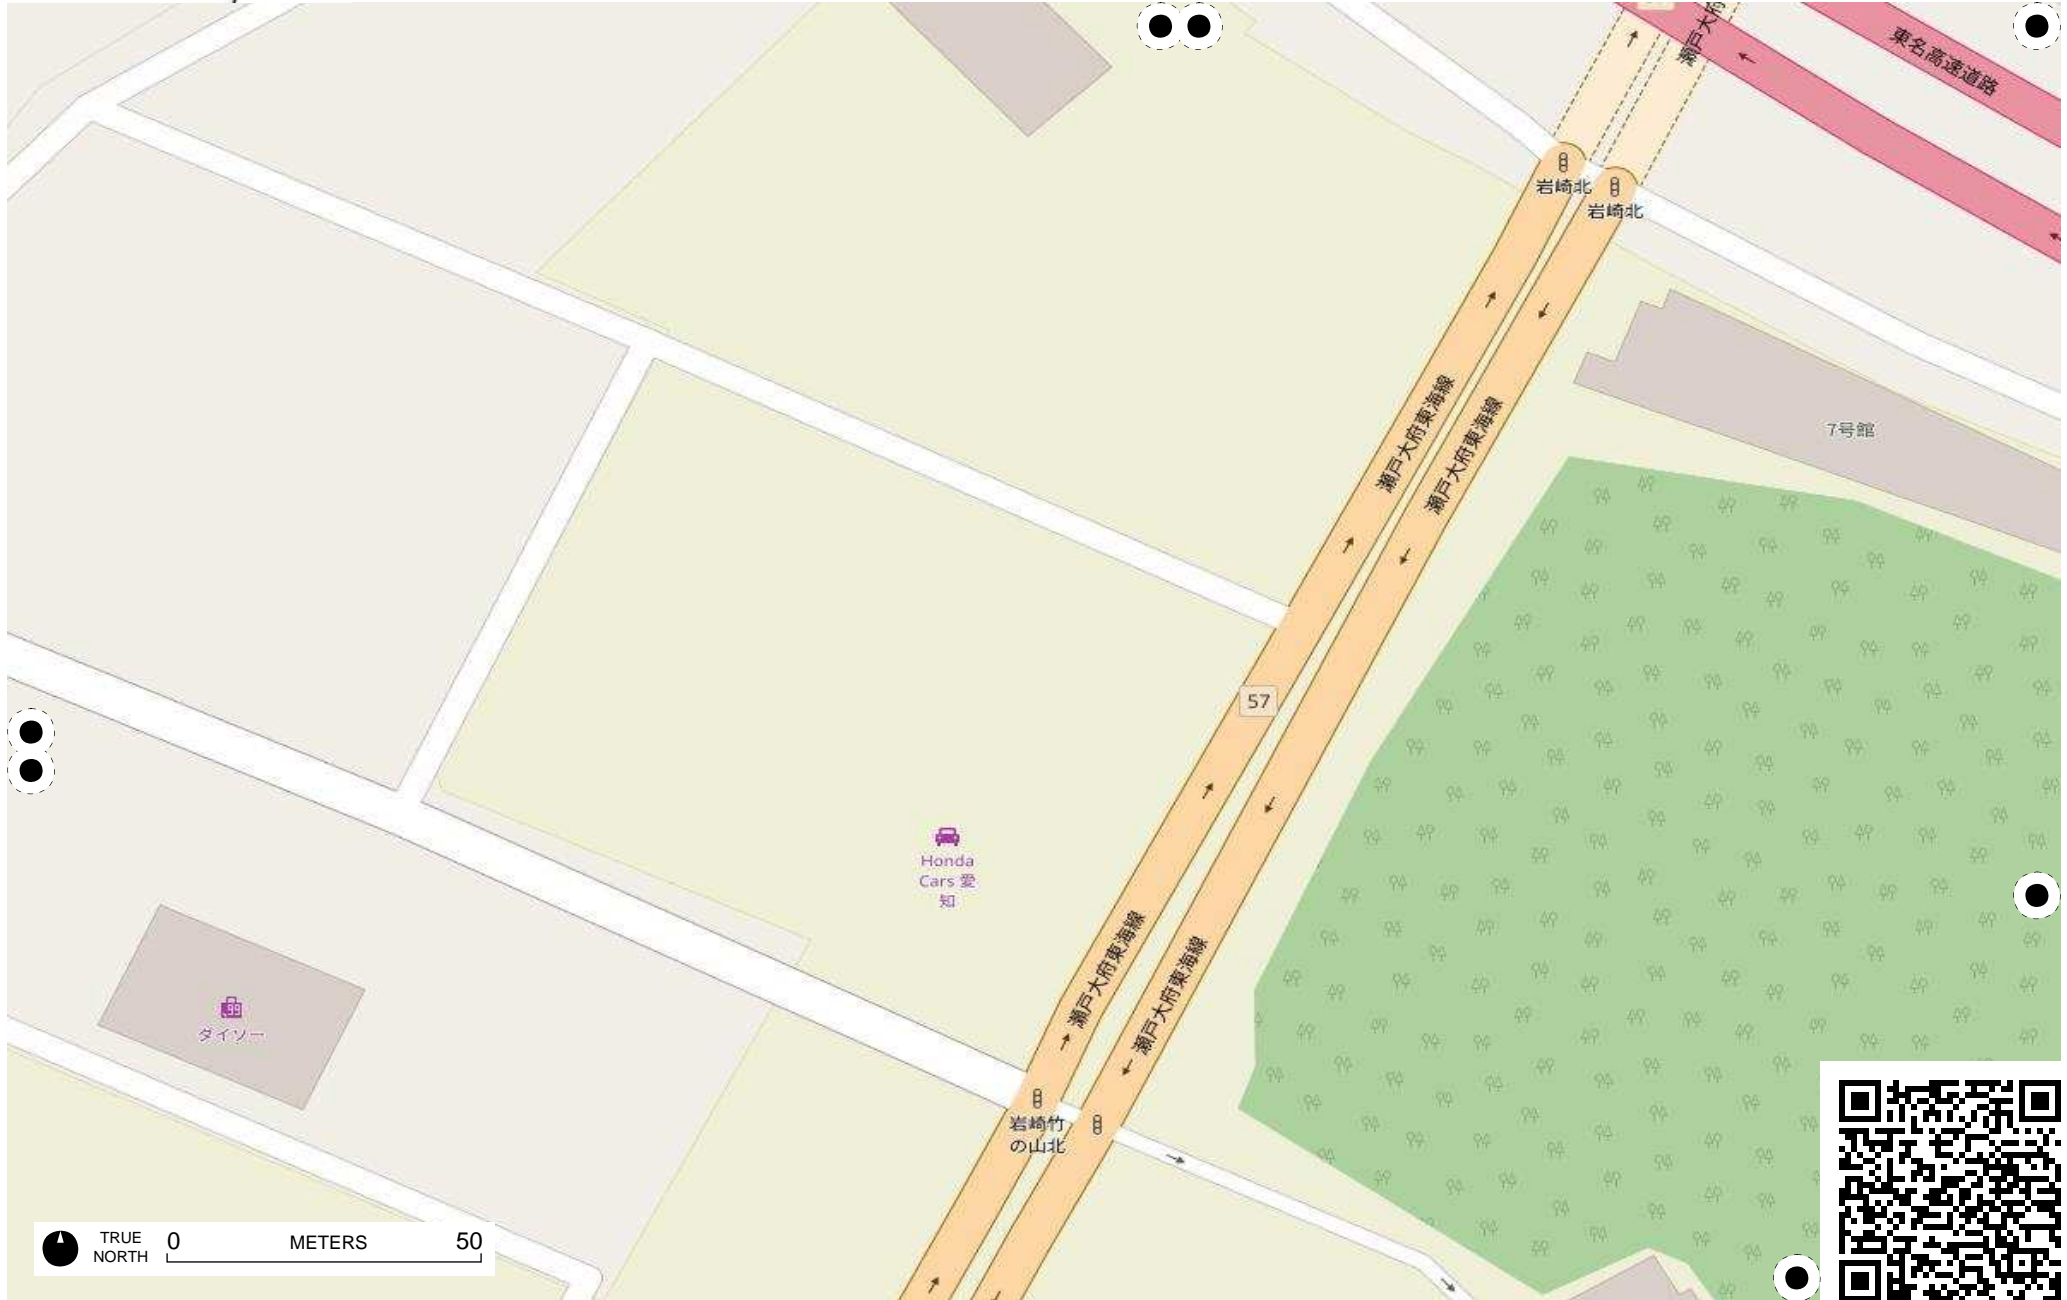 東名高速道路
瀬戸大府
岩崎北
岩崎北
瀬戸大府東海線
瀬戸大府東海線
7号館
57
Honda
Cars 愛
知
瀬戸大府東海線
瀬戸大府東海線
ダイソー
岩崎竹
の山北
TRUE
NORTH
0 METERS 50